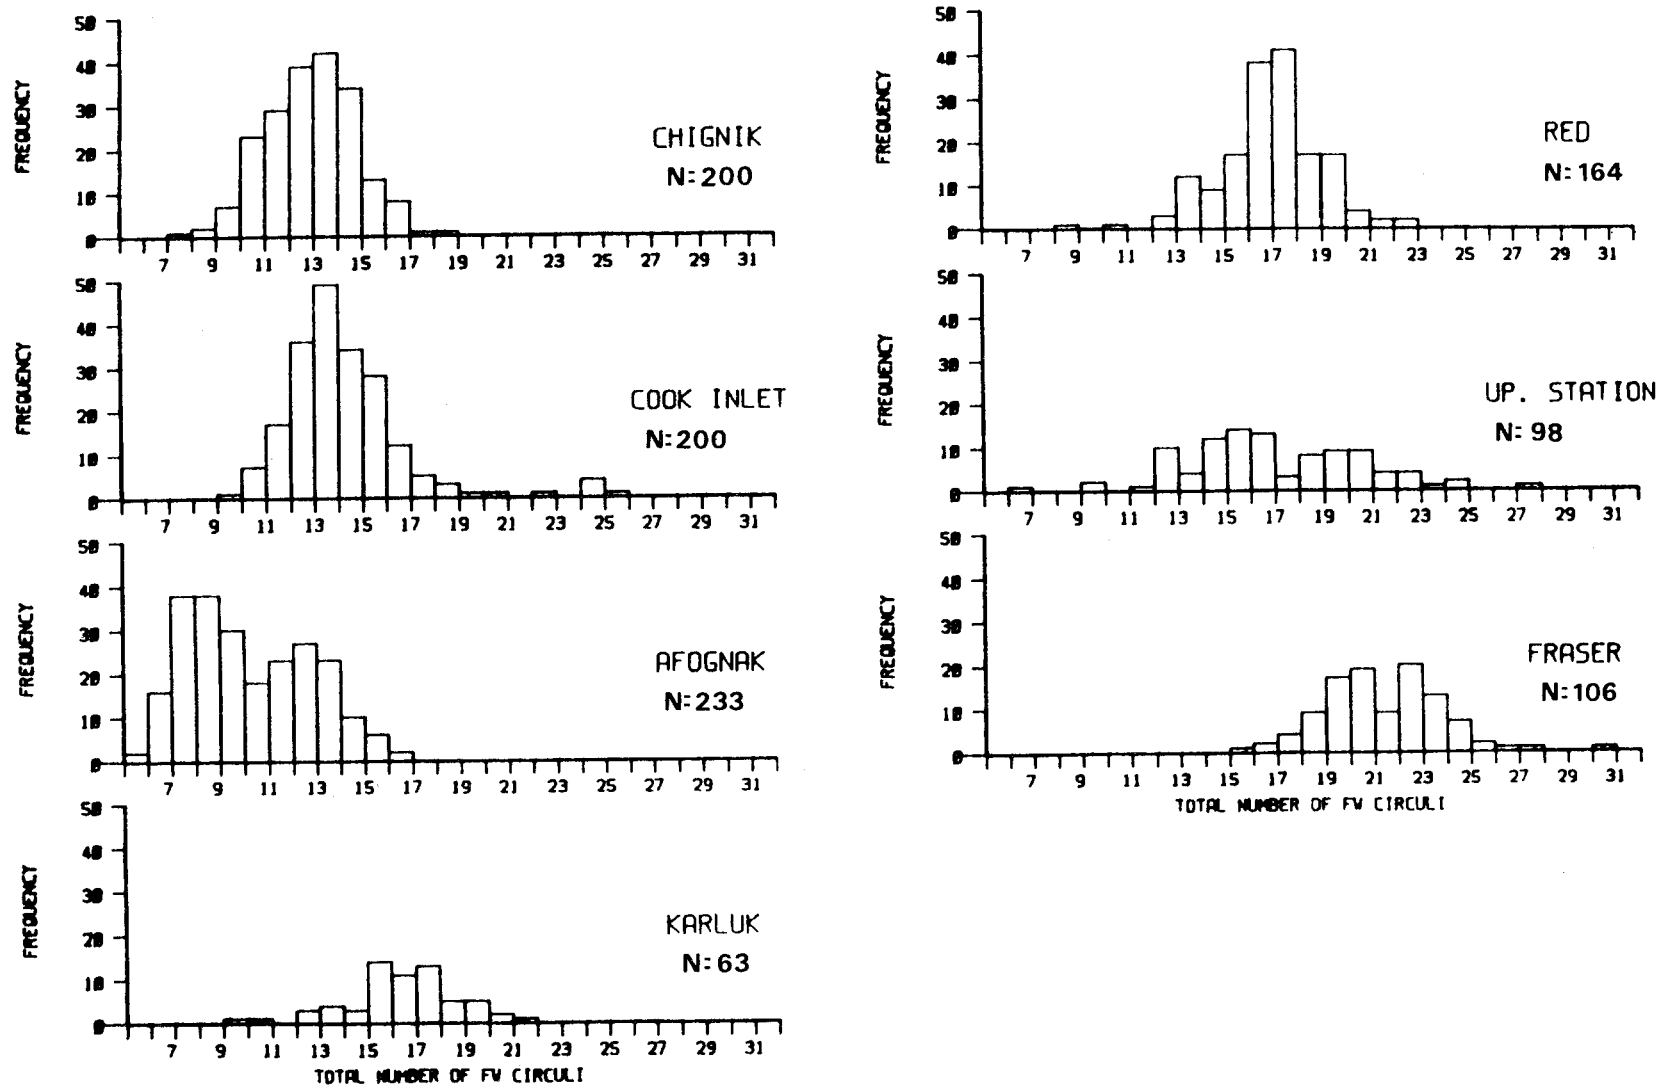 50
40
30
20
10
0
FREQUENCY
CHIGNIK
N:200
7 9 11 13 15 17 19 21 23 25 27 29 31
50
40
30
20
10
0
FREQUENCY
COOK INLET
N:200
7 9 11 13 15 17 19 21 23 25 27 29 31
50
40
30
20
10
0
FREQUENCY
AFOGNAK
N:233
7 9 11 13 15 17 19 21 23 25 27 29 31
50
40
30
20
10
0
FREQUENCY
KARLUK
N:63
7 9 11 13 15 17 19 21 23 25 27 29 31
TOTAL NUMBER OF FW CIRCULI
50
40
30
20
10
0
FREQUENCY
RED
N:164
7 9 11 13 15 17 19 21 23 25 27 29 31
50
40
30
20
10
0
FREQUENCY
UP. STATION
N:98
7 9 11 13 15 17 19 21 23 25 27 29 31
50
40
30
20
10
0
FREQUENCY
FRASER
N:106
7 9 11 13 15 17 19 21 23 25 27 29 31
TOTAL NUMBER OF FW CIRCULI